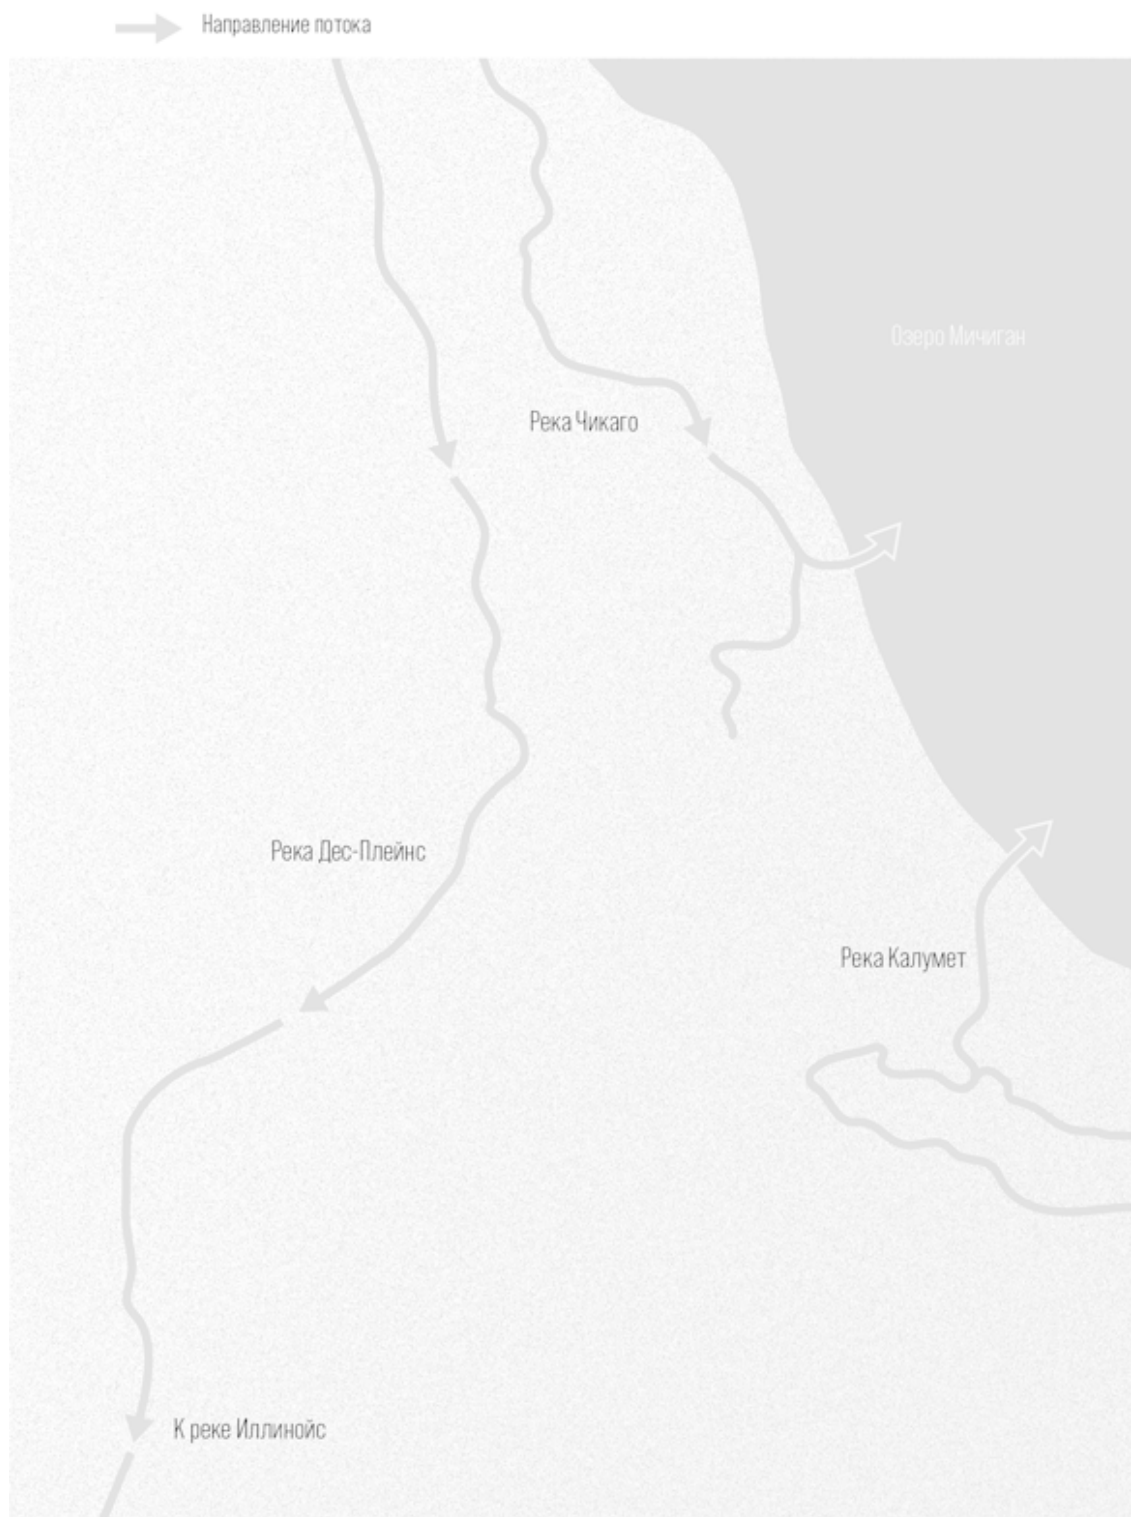 Направление потока
Озеро Мичиган
Река Чикаго
Река Дес-Плейнс
Река Калумет
К реке Иллинойс